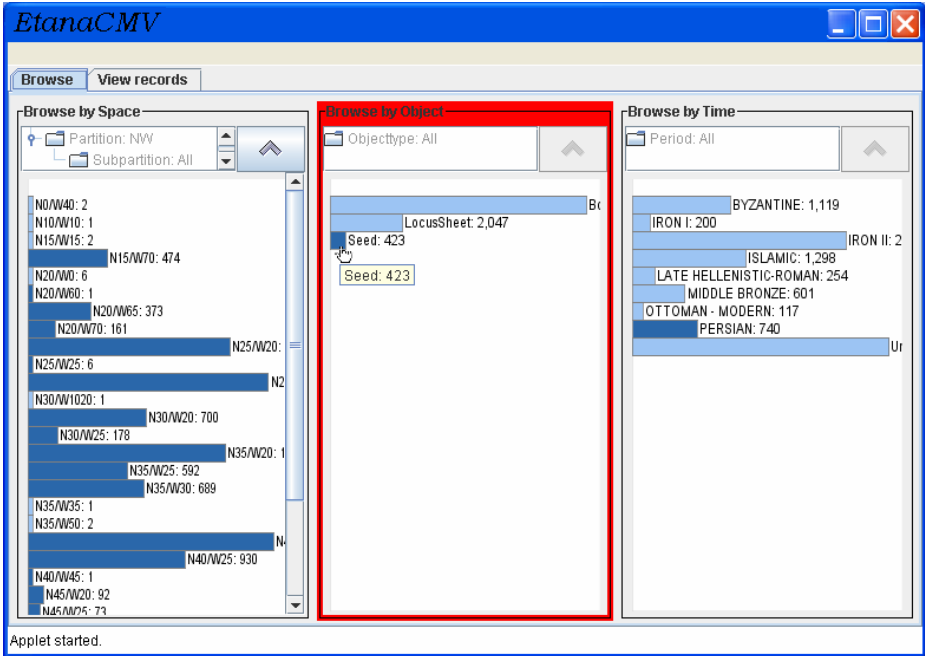 EtanaCMV
Browse
View records
Browse by Space
Partition: NW
Subpartition: All
N0/W40: 2
N10/W10: 1
N15/W15: 2
N15/W70: 474
N20/W0: 6
N20/W60: 1
N20/W65: 373
N20/W70: 161
N25/W20:
N25/W25: 6
N2
N30/W1020: 1
N30/W20: 700
N30/W25: 178
N35/W20: 1
N35/W25: 592
N35/W30: 689
N35/W35: 1
N35/W50: 2
N4
N40/W25: 930
N40/W45: 1
N45/W20: 92
N45/W25: 73
Browse by Object
Objecttype: All
Bo
LocusSheet: 2,047
Seed: 423
Seed: 423
Browse by Time
Period: All
BYZANTINE: 1,119
IRON I: 200
IRON II: 2
ISLAMIC: 1,298
LATE HELLENISTIC-ROMAN: 254
MIDDLE BRONZE: 601
OTTOMAN - MODERN: 117
PERSIAN: 740
Ur
Applet started.